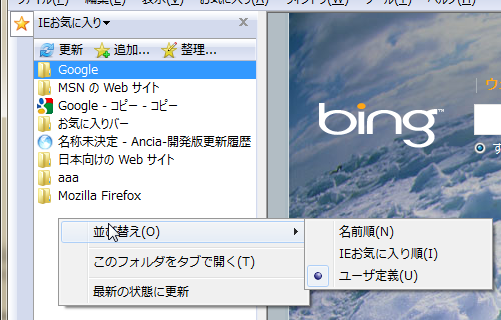 IEお気に入り
更新 追加... 整理...
Google
MSN の Web サイト
Google - コピー - コピー
お気に入りバー
名称未決定 - Ancia-開発版更新履歴
日本向けの Web サイト
aaa
Mozilla Firefox
並び替え(O)
このフォルダをタブで開く(T)
最新の状態に更新
名前順(N)
IEお気に入り順(I)
ユーザ定義(U)
bing™
す